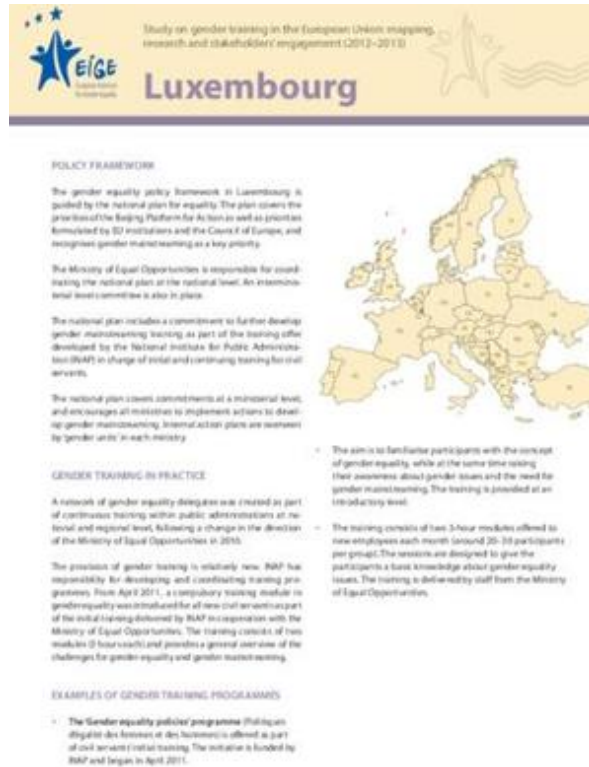 EIGE
Study on gender training in the European Union: mapping,
research and stakeholders' engagement (2012–2013)
Luxembourg
POLICY FRAMEWORK
The gender equality policy framework in Luxembourg is
guided by the national plan for equality. The plan covers the
priorities of the Beijing Platform for Action as well as priorities
formulated by EU institutions and the Council of Europe, and
recognises gender mainstreaming as a key priority.
The Ministry of Equal Opportunities is responsible for coord-
inating the national plan at the national level. An interminis-
terial level committee is also in place.
The national plan includes a commitment to further develop
gender mainstreaming training as part of the training offer
developed by the National Institute for Public Administra-
tion (INAP) in charge of initial and continuing training for civil
servants.
The national plan covers commitments at a ministerial level,
and encourages all ministries to implement actions to devel-
op gender mainstreaming. Internal action plans are overseen
by 'gender units' in each ministry.
GENDER TRAINING IN PRACTICE
A network of gender equality delegates was created as part
of continuous training within public administrations at na-
tional and regional level, following a change in the direction
of the Ministry of Equal Opportunities in 2010.
The provision of gender training is relatively new. INAP has
responsibility for developing and coordinating training pro-
grammes. From April 2011, a compulsory training module in
gender equality was introduced for all new civil servants as part
of the initial training delivered by INAP in cooperation with the
Ministry of Equal Opportunities. The training consists of two
modules (3 hours each) and provides a general overview of the
challenges for gender equality and gender mainstreaming.
EXAMPLES OF GENDER TRAINING PROGRAMMES
The 'Gender equality policies' programme (Politiques
d'égalité des femmes et des hommes) is offered as part
of civil servants' initial training. The initiative is funded by
INAP and began in April 2011.
The aim is to familiarise participants with the concept
of gender equality, while at the same time raising
their awareness about gender issues and the need for
gender mainstreaming. The training is provided at an
introductory level.
The training consists of two 3-hour modules offered to
new employees each month (around 20–30 participants
per group). The sessions are designed to give the
participants a basic knowledge about gender equality
issues. The training is delivered by staff from the Ministry
of Equal Opportunities.